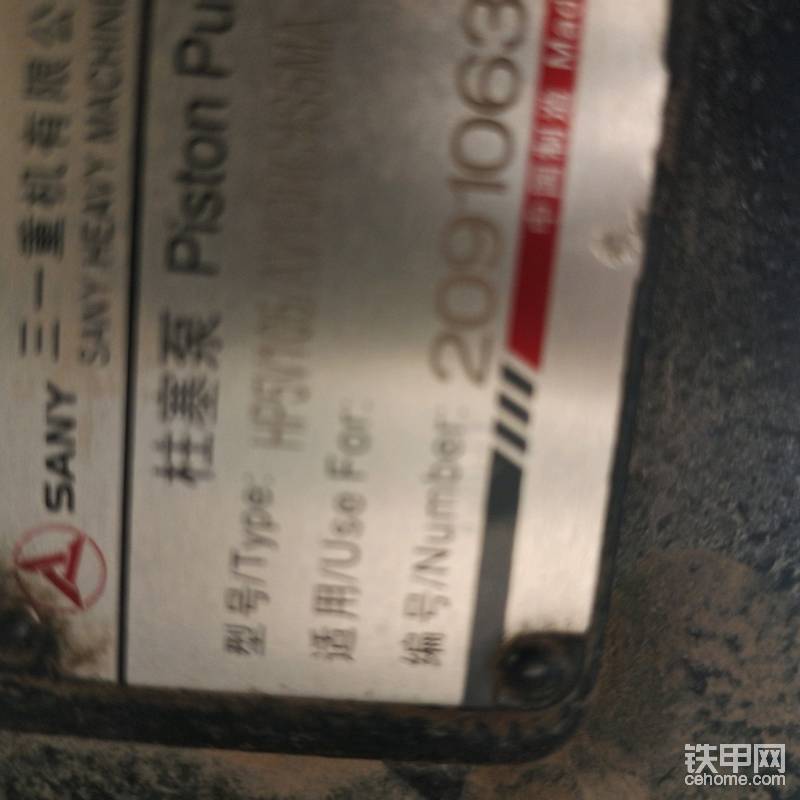 SANY 三一重机有限公
SANY HEAVY MACHINE
柱塞泵 Piston Pu
型号/Type:
适用/Use For:
编号/Number: 2091063
中国制造 Mad
铁甲网
cehome.com